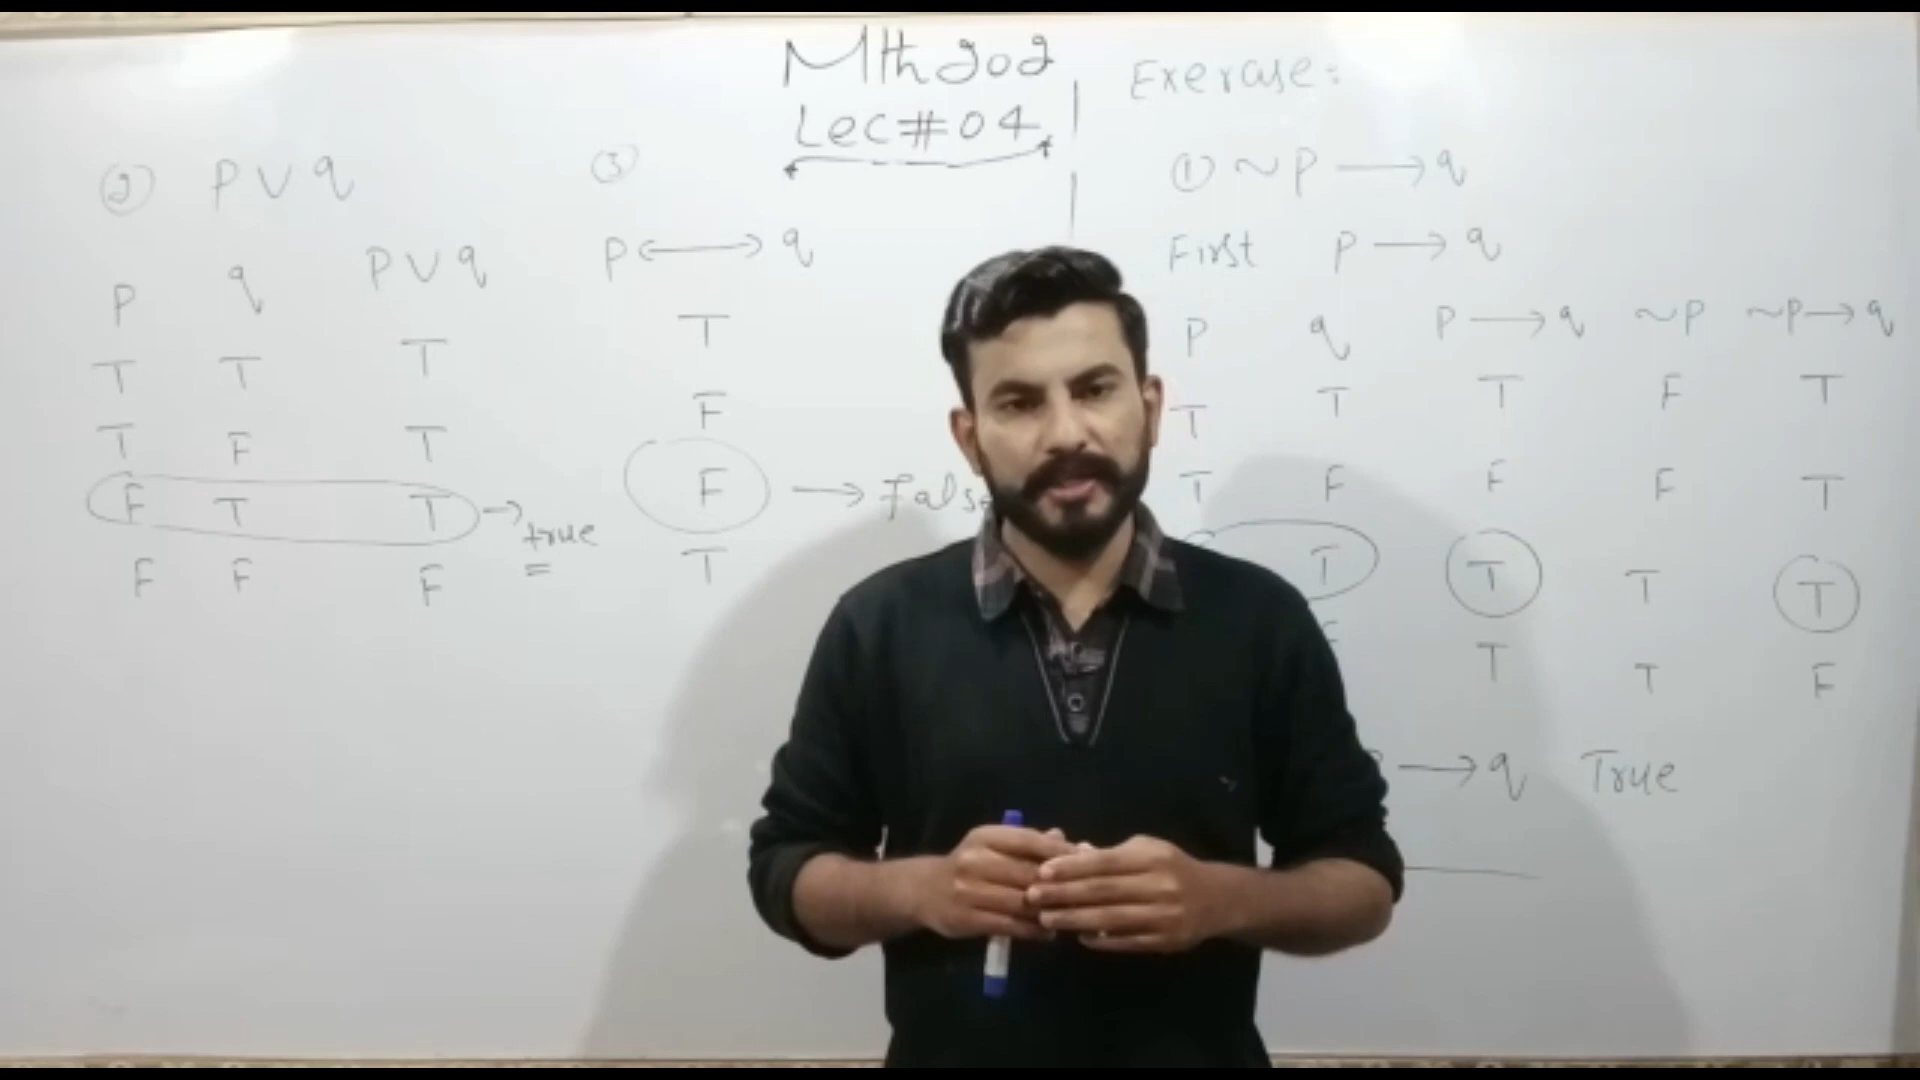 Mth202
Lec#04
② P ∨ q
P q P ∨ q
T T T
T F T
F T T → true
=
F F F
③
P ↔ q
T
F
F → False
T
Exercise:
① ~P → q
First P → q
P q P → q ~P ~P → q
T T T F T
T F F F T
T T T T
F T T F
→ q True